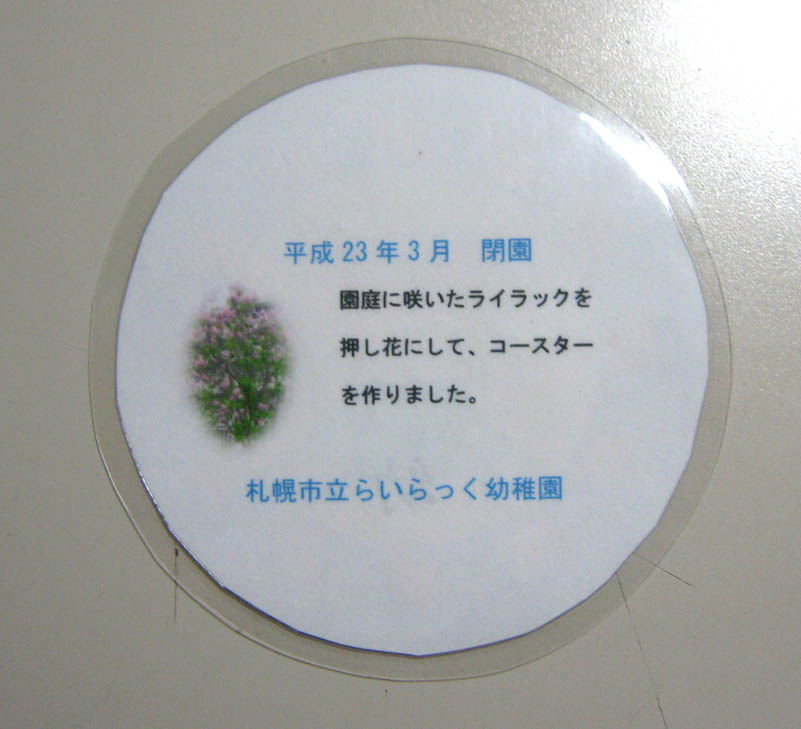 平成23年3月　閉園
園庭に咲いたライラックを
押し花にして、コースター
を作りました。
札幌市立らいらっく幼稚園